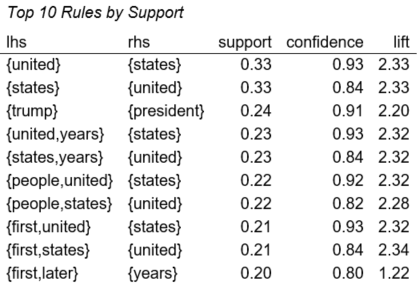 Top 10 Rules by Support
lhs rhs support confidence lift
{united} {states} 0.33 0.93 2.33
{states} {united} 0.33 0.84 2.33
{trump} {president} 0.24 0.91 2.20
{united,years} {states} 0.23 0.93 2.32
{states,years} {united} 0.23 0.84 2.32
{people,united} {states} 0.22 0.92 2.32
{people,states} {united} 0.22 0.82 2.28
{first,united} {states} 0.21 0.93 2.32
{first,states} {united} 0.21 0.84 2.34
{first,later} {years} 0.20 0.80 1.22